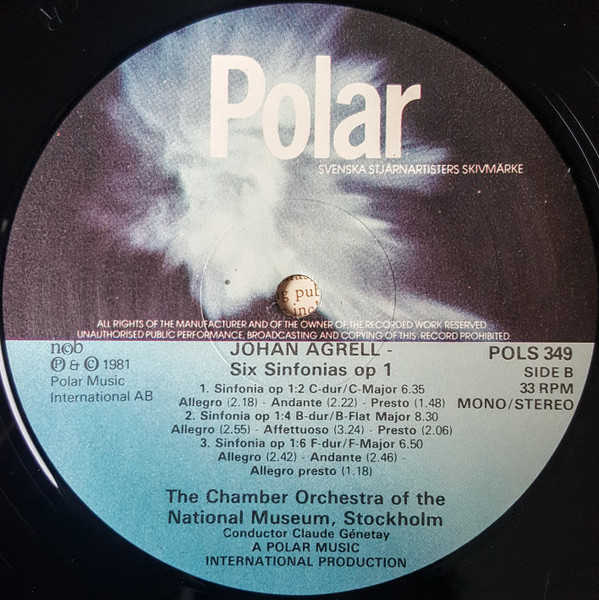 Polar
SVENSKA STJÄRNARTISTERS SKIVMÄRKE
g pub
incl
ALL RIGHTS OF THE MANUFACTURER AND OF THE OWNER OF THE RECORDED WORK RESERVED
UNAUTHORISED PUBLIC PERFORMANCE, BROADCASTING AND COPYING OF THIS RECORD PROHIBITED.
ncb
Ⓟ & © 1981
Polar Music
International AB
JOHAN AGRELL -
Six Sinfonias op 1
POLS 349
SIDE B
33 RPM
MONO/STEREO
1. Sinfonia op 1:2 C-dur/C-Major 6.35
Allegro (2.18) - Andante (2.22) - Presto (1.48)
2. Sinfonia op 1:4 B-dur/B-Flat Major 8.30
Allegro (2.55) - Affettuoso (3.24) - Presto (2.06)
3. Sinfonia op 1:6 F-dur/F-Major 6.50
Allegro (2.42) - Andante (2.46) -
Allegro presto (1.18)
The Chamber Orchestra of the
National Museum, Stockholm
Conductor Claude Génetay
A POLAR MUSIC
INTERNATIONAL PRODUCTION